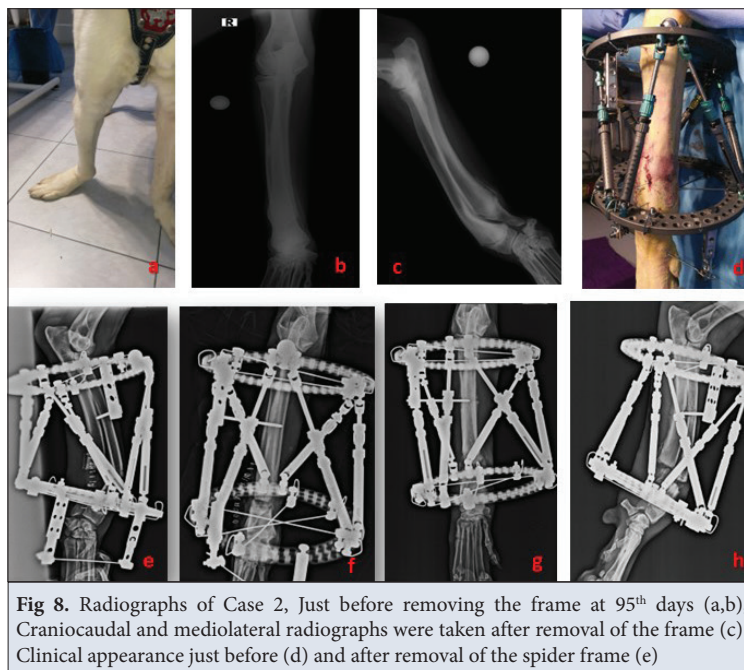 R
a
b
c
d
e
f
g
h
Fig 8. Radiographs of Case 2, Just before removing the frame at 95th days (a,b)
Craniocaudal and mediolateral radiographs were taken after removal of the frame (c)
Clinical appearance just before (d) and after removal of the spider frame (e)